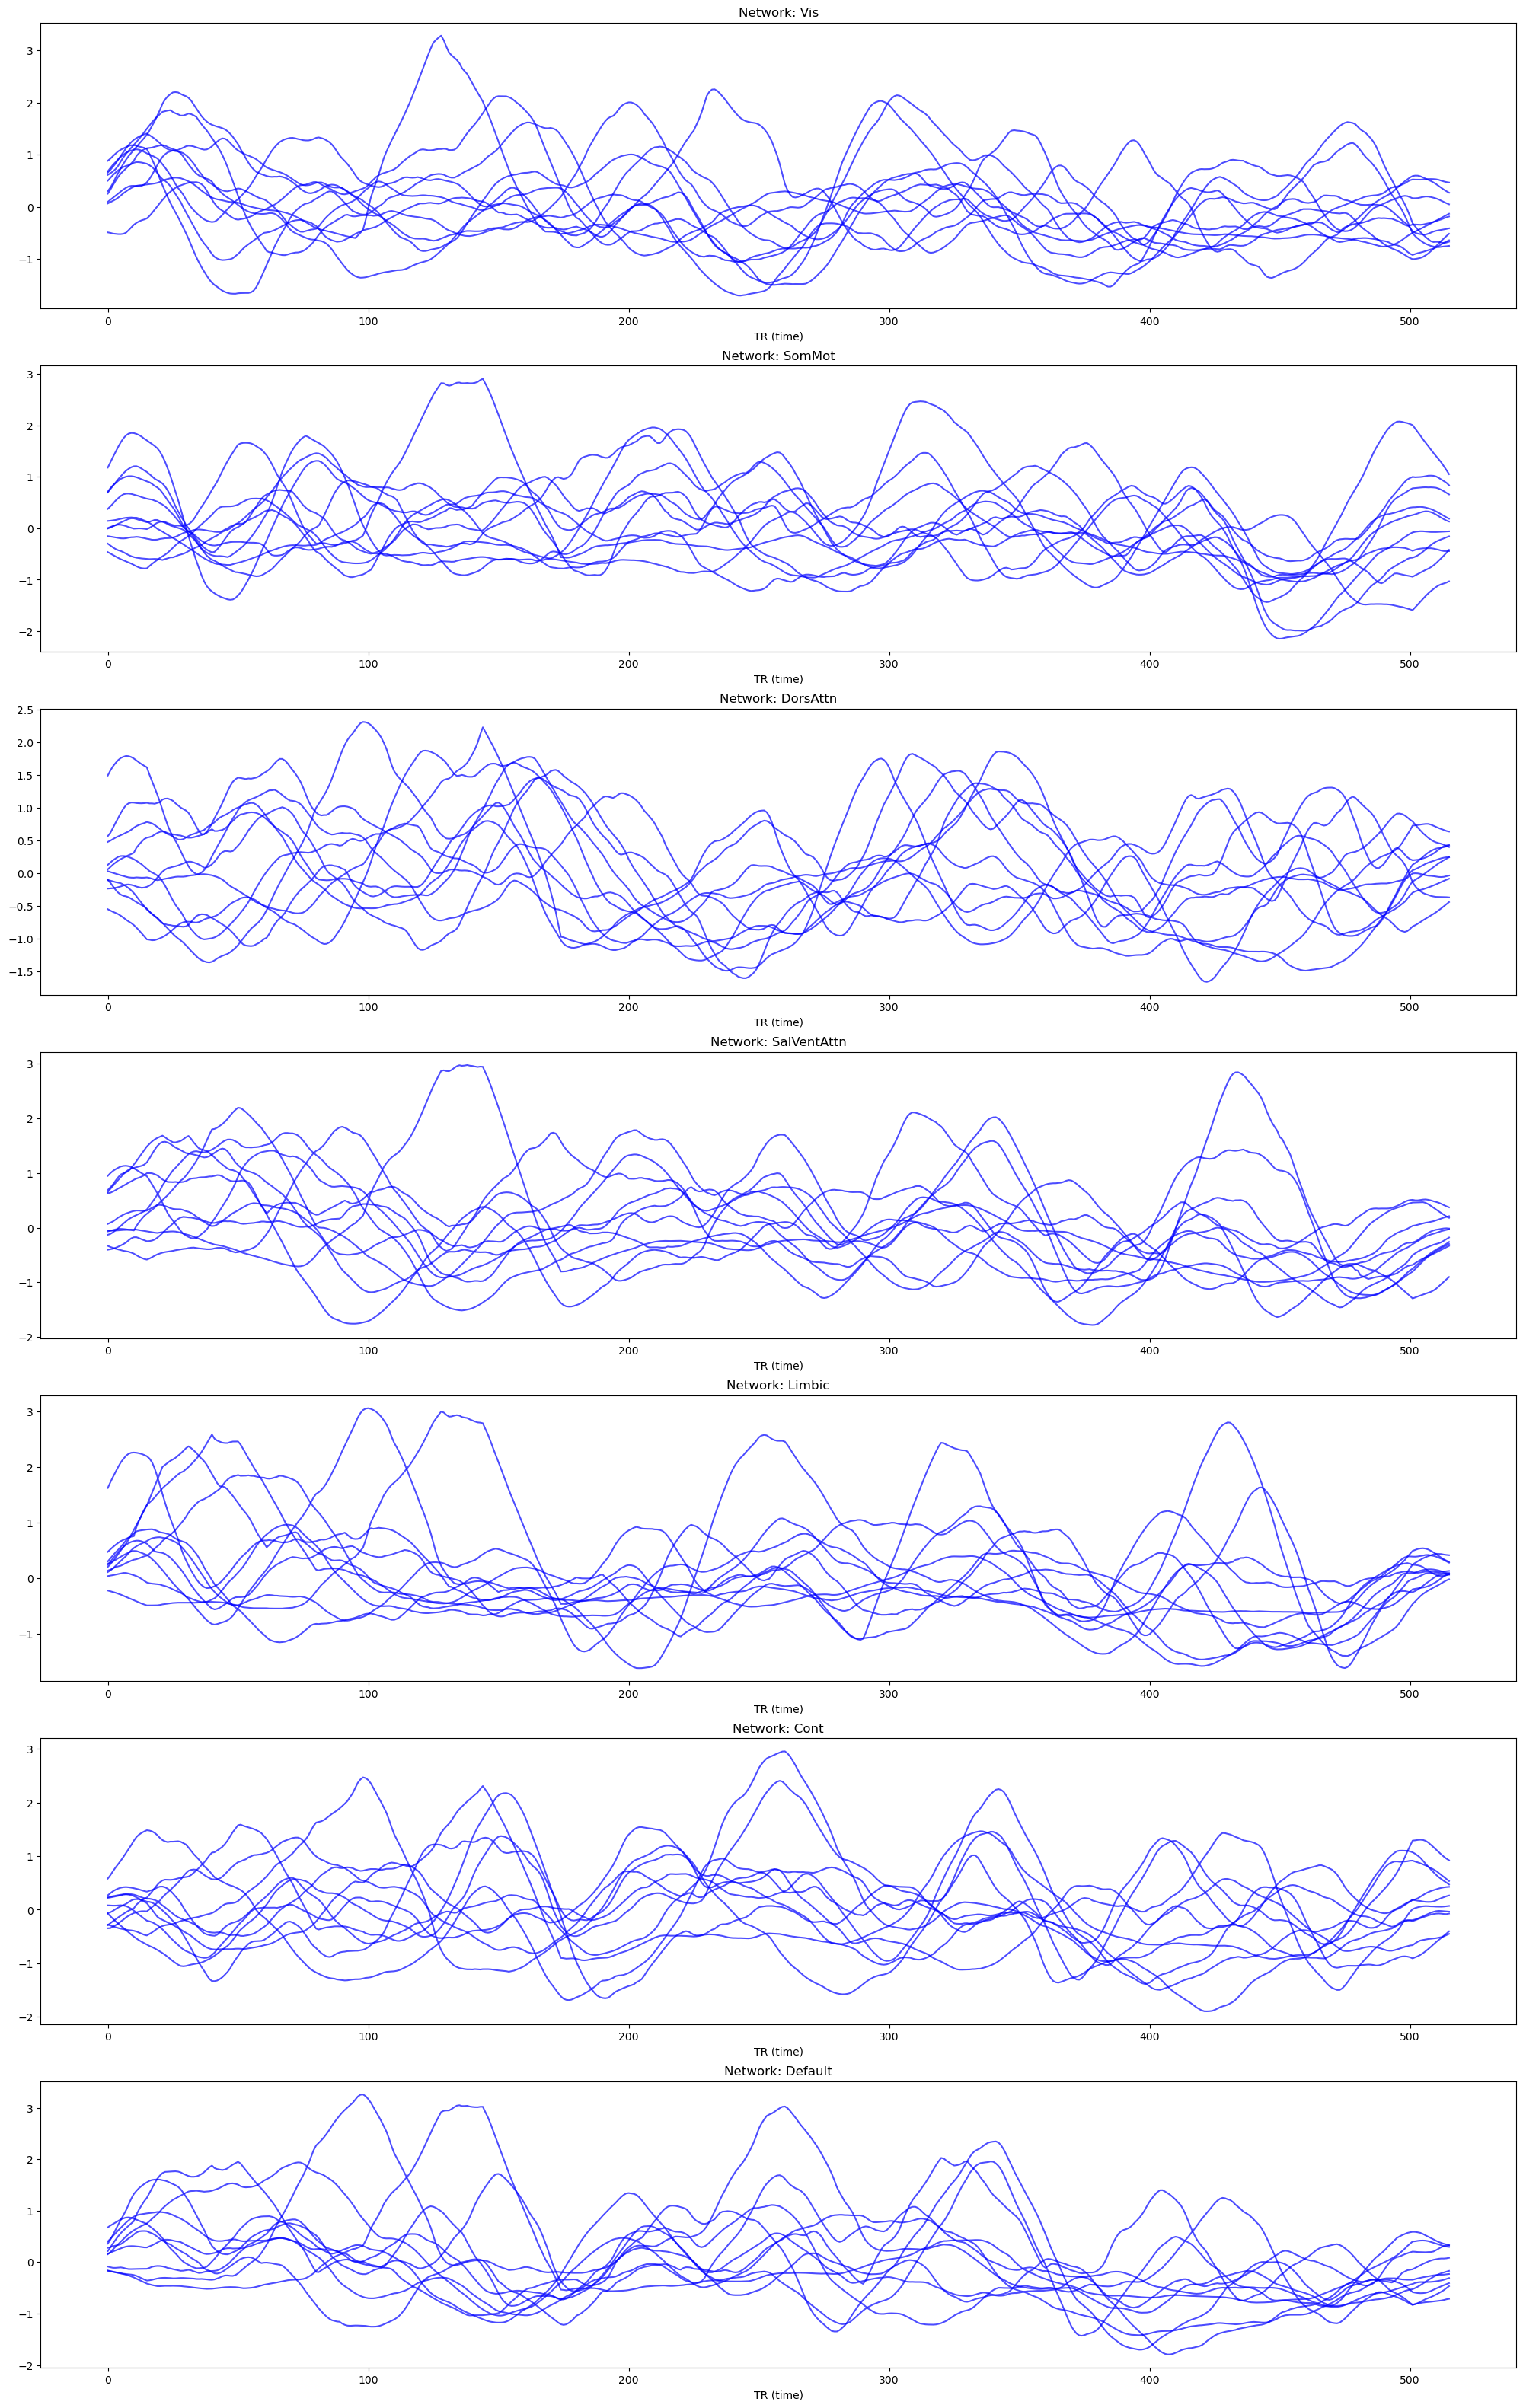 Network: Vis
3
2
1
0
−1
0 100 200 300 400 500
TR (time)
Network: SomMot
3
2
1
0
−1
−2
0 100 200 300 400 500
TR (time)
Network: DorsAttn
2.5
2.0
1.5
1.0
0.5
0.0
−0.5
−1.0
−1.5
0 100 200 300 400 500
TR (time)
Network: SalVentAttn
3
2
1
0
−1
−2
0 100 200 300 400 500
TR (time)
Network: Limbic
3
2
1
0
−1
0 100 200 300 400 500
TR (time)
Network: Cont
3
2
1
0
−1
−2
0 100 200 300 400 500
TR (time)
Network: Default
3
2
1
0
−1
−2
0 100 200 300 400 500
TR (time)